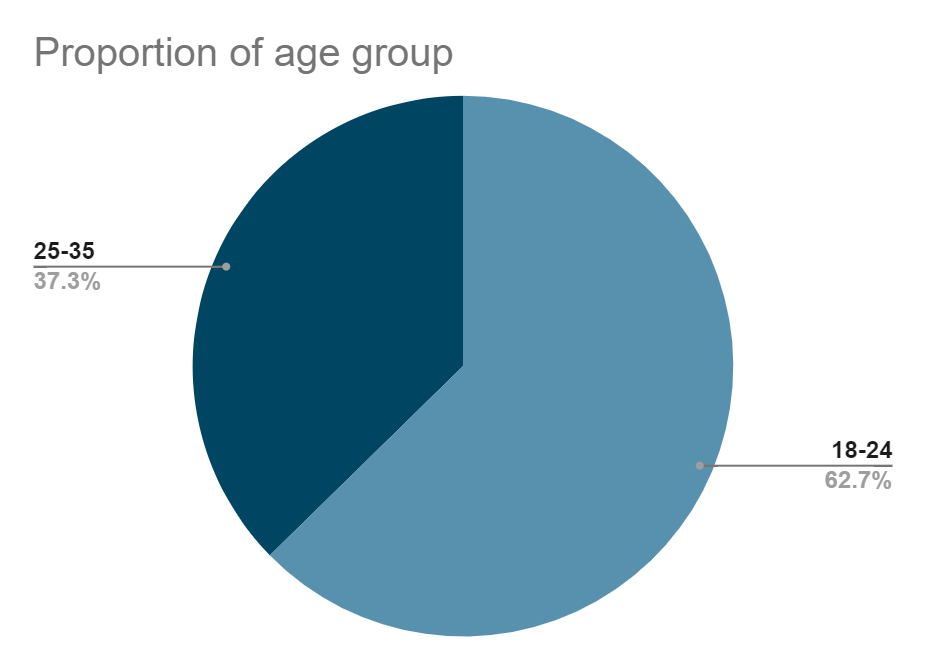 Proportion of age group
25-35
37.3%
18-24
62.7%